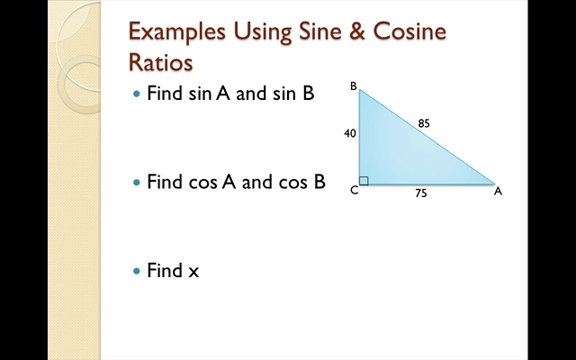 Examples Using Sine & Cosine
Ratios
Find sin A and sin B
B
85
40
Find cos A and cos B
C
75
A
Find x